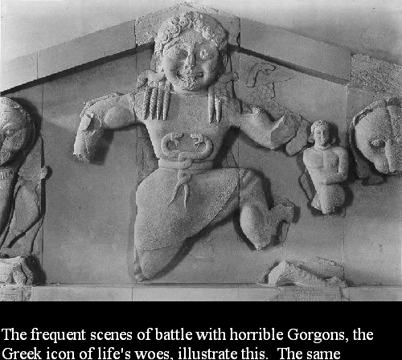 The frequent scenes of battle with horrible Gorgons, the
Greek icon of life's woes, illustrate this.  The same